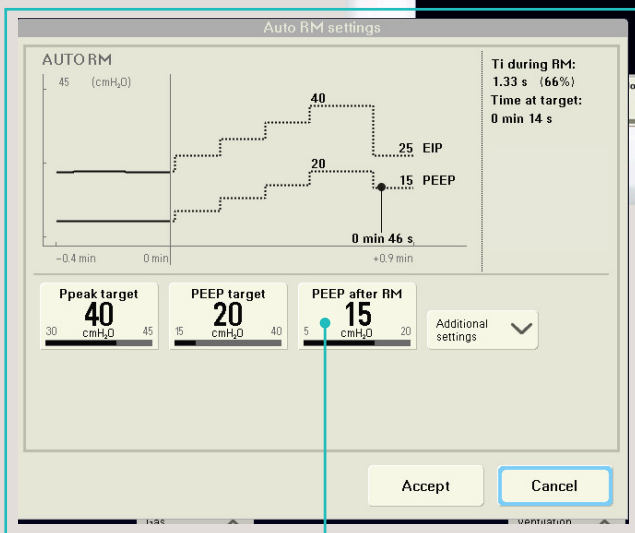 Auto RM settings
AUTO RM
45 (cmH₂O)
40
25 EIP
20
15 PEEP
0 min 46 s
-0.4 min 0 min +0.9 min
Ti during RM:
1.33 s (66%)
Time at target:
0 min 14 s
Ppeak target
40
30 cmH₂O 45
PEEP target
20
15 cmH₂O 40
PEEP after RM
15
5 cmH₂O 20
Additional
settings
Accept
Cancel
Gas
Ventilation